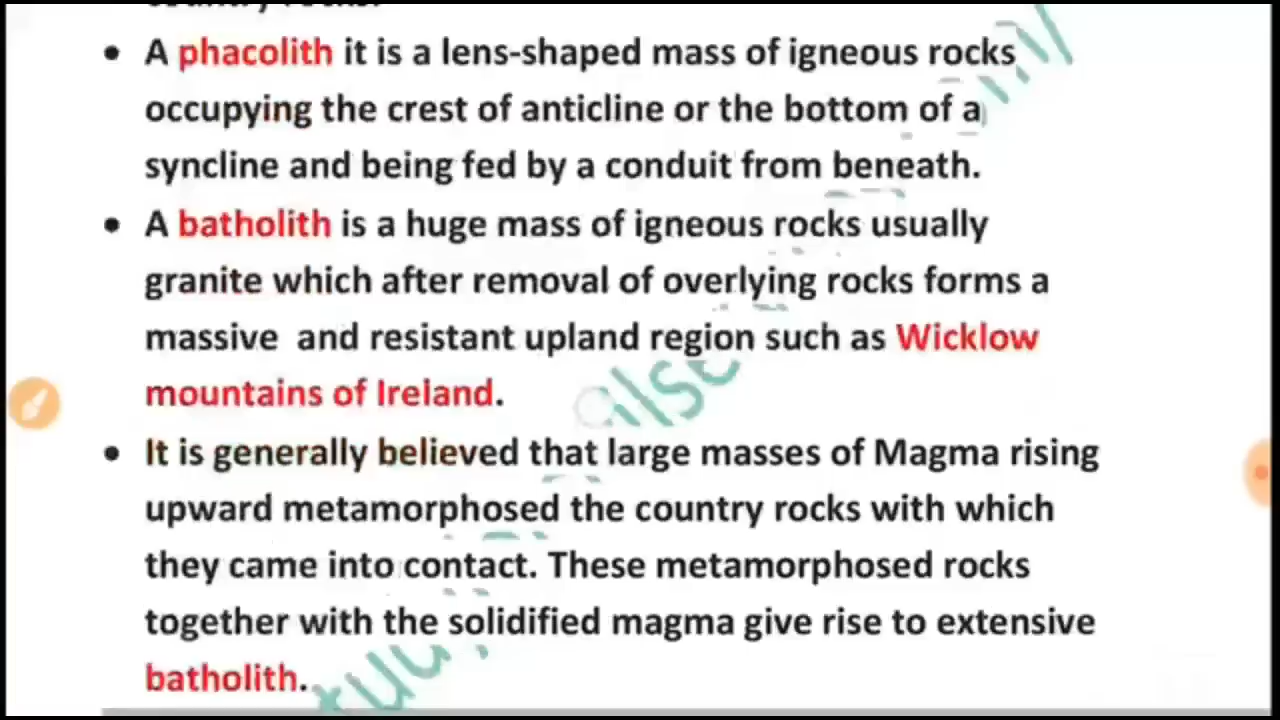 • A phacolith it is a lens-shaped mass of igneous rocks
occupying the crest of anticline or the bottom of a
syncline and being fed by a conduit from beneath.
• A batholith is a huge mass of igneous rocks usually
granite which after removal of overlying rocks forms a
massive and resistant upland region such as Wicklow
mountains of Ireland.
• It is generally believed that large masses of Magma rising
upward metamorphosed the country rocks with which
they came into contact. These metamorphosed rocks
together with the solidified magma give rise to extensive
batholith.